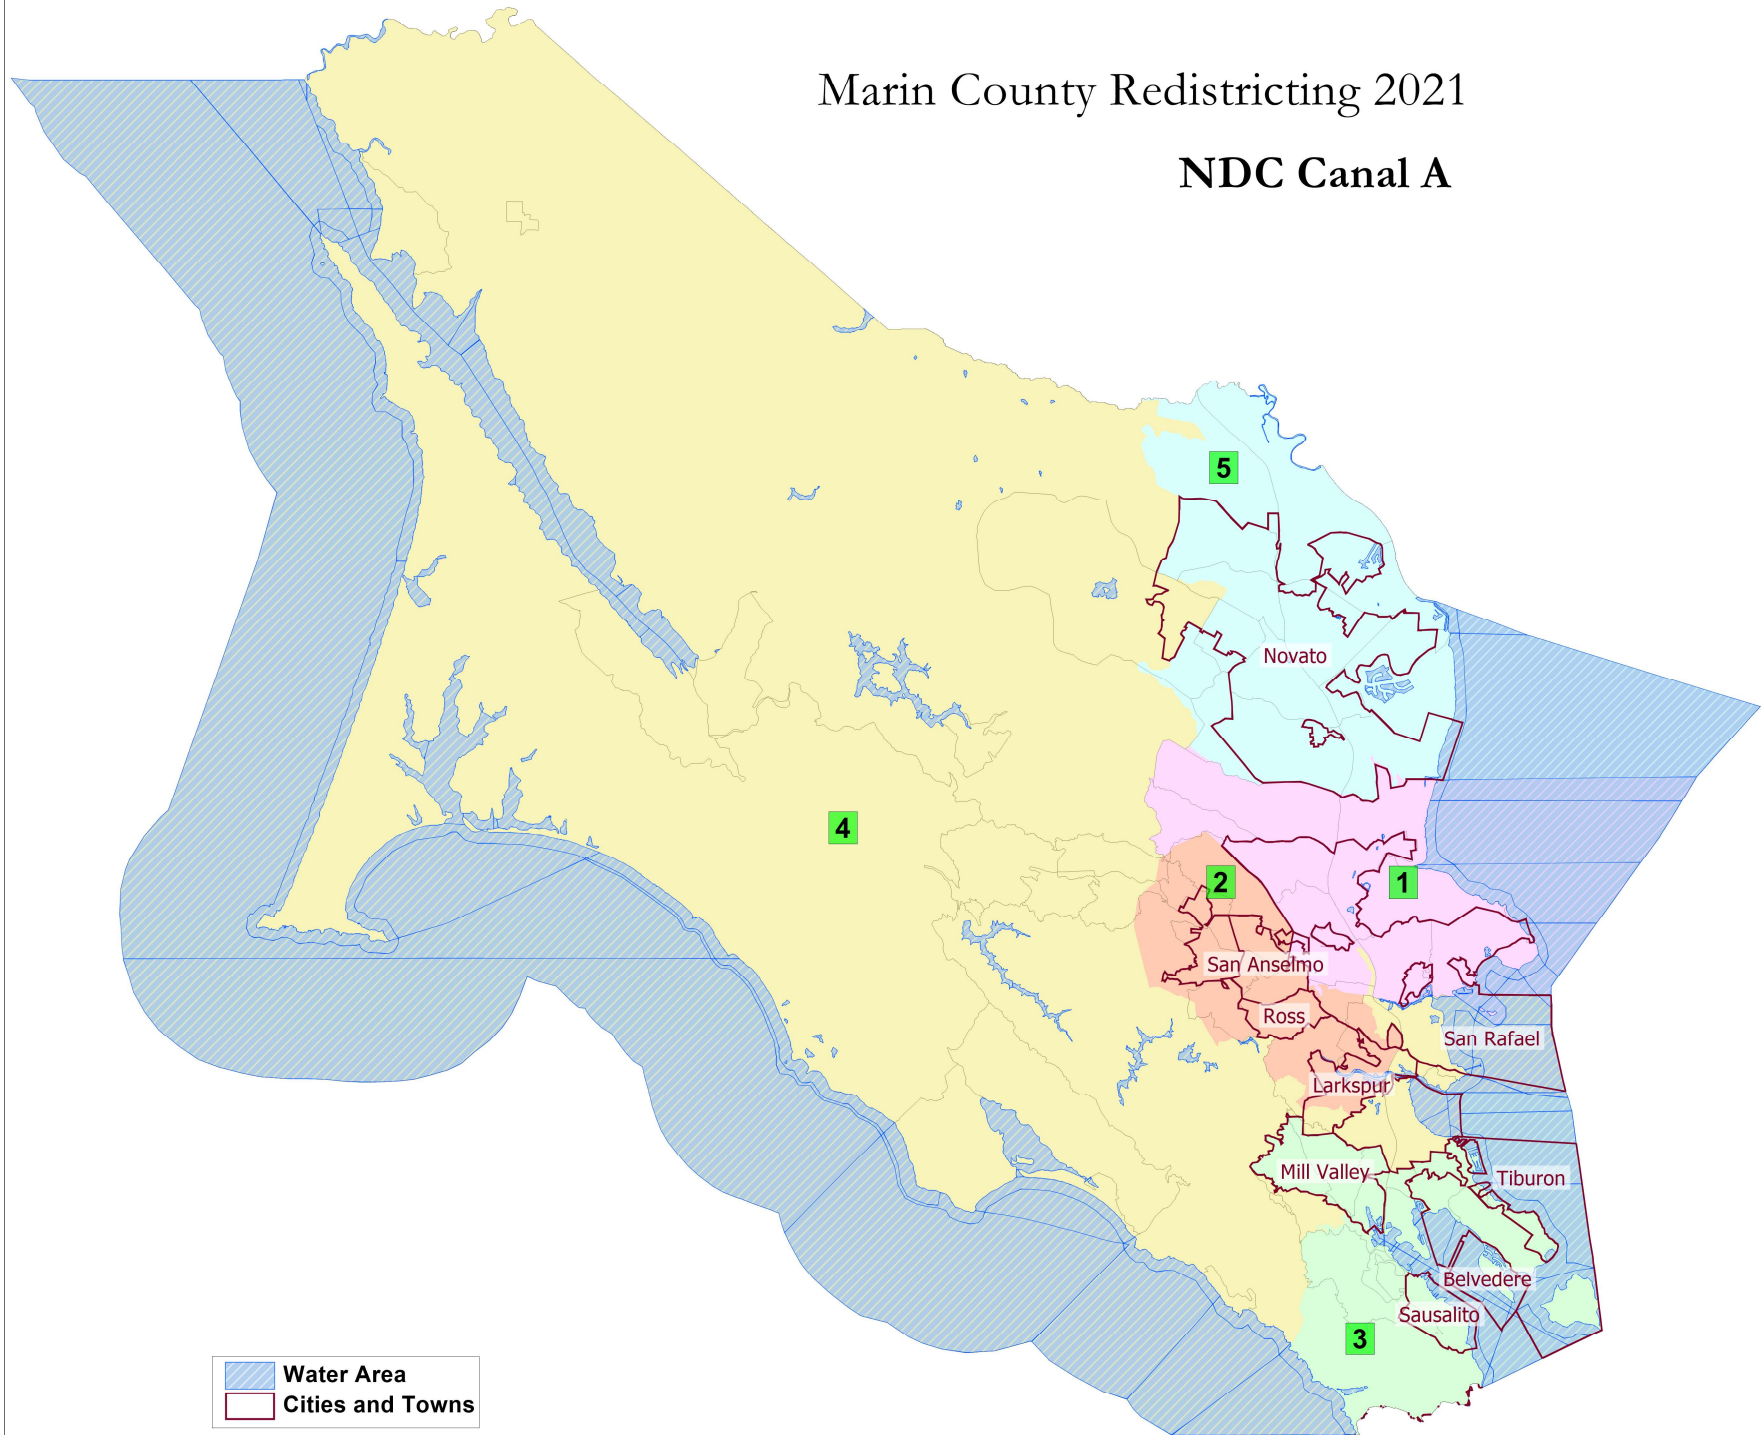 Marin County Redistricting 2021
NDC Canal A
5
Novato
4
2
1
San Anselmo
Ross
San Rafael
Larkspur
Mill Valley
Tiburon
Belvedere
Sausalito
3
Water Area
Cities and Towns